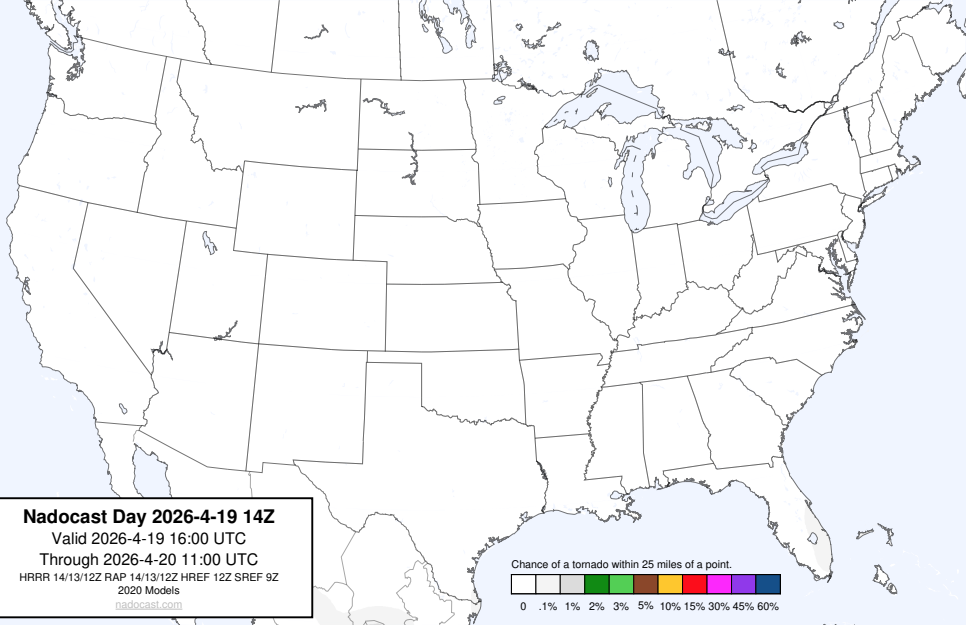 Nadocast Day 2026-4-19 14Z
Valid 2026-4-19 16:00 UTC
Through 2026-4-20 11:00 UTC
HRRR 14/13/12Z RAP 14/13/12Z HREF 12Z SREF 9Z
2020 Models
nadocast.com
Chance of a tornado within 25 miles of a point.
0 .1% 1% 2% 3% 5% 10% 15% 30% 45% 60%